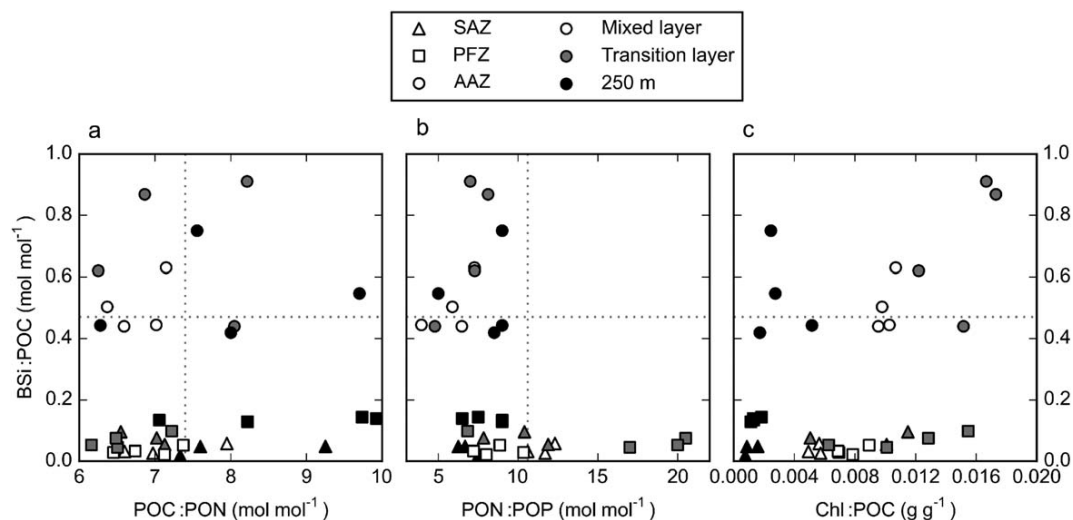 SAZ Mixed layer
PFZ Transition layer
AAZ 250 m
a b c
1.0 1.0
0.8 0.8
0.6 0.6
0.4 0.4
0.2 0.2
0.0 0.0
BSi:POC (mol mol⁻¹)
6 7 8 9 10 5 10 15 20 0.000 0.004 0.008 0.012 0.016 0.020
POC:PON (mol mol⁻¹) PON:POP (mol mol⁻¹) Chl:POC (g g⁻¹)